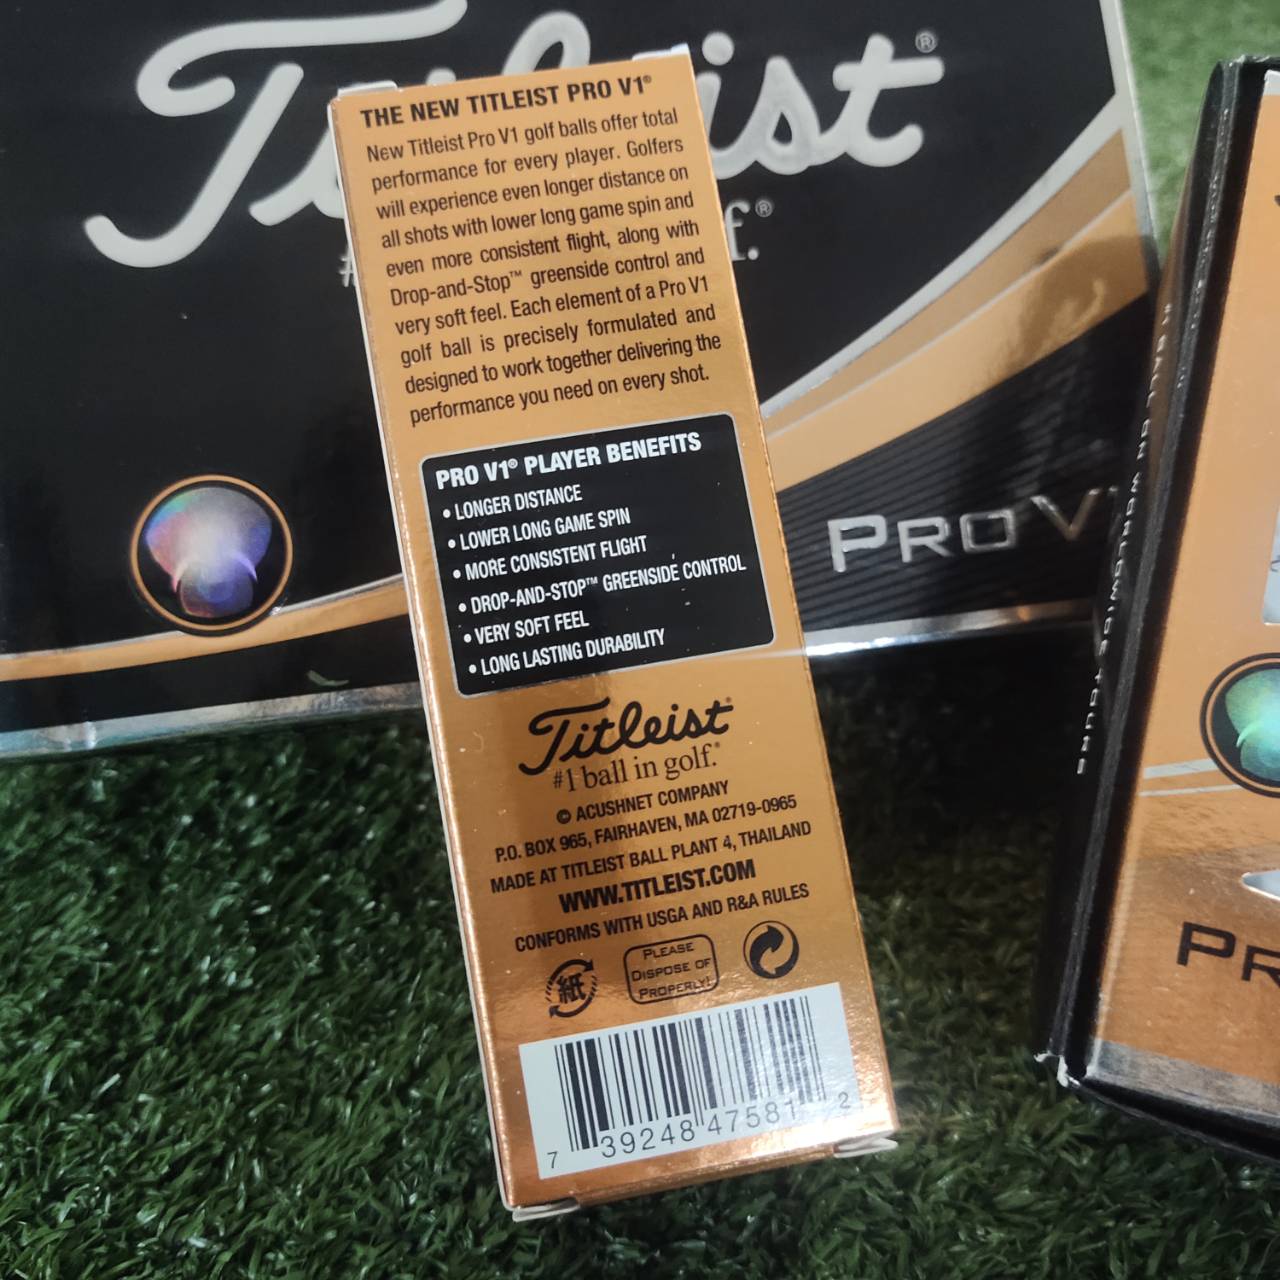 Titleist®
f.®
PRO V
THE NEW TITLEIST PRO V1®
New Titleist Pro V1 golf balls offer total
performance for every player. Golfers
will experience even longer distance on
all shots with lower long game spin and
even more consistent flight, along with
Drop-and-Stop™ greenside control and
very soft feel. Each element of a Pro V1
golf ball is precisely formulated and
designed to work together delivering the
performance you need on every shot.
PRO V1® PLAYER BENEFITS
• LONGER DISTANCE
• LOWER LONG GAME SPIN
• MORE CONSISTENT FLIGHT
• DROP-AND-STOP™ GREENSIDE CONTROL
• VERY SOFT FEEL
• LONG LASTING DURABILITY
Titleist®
#1 ball in golf.®
© ACUSHNET COMPANY
P.O. BOX 965, FAIRHAVEN, MA 02719-0965
MADE AT TITLEIST BALL PLANT 4, THAILAND
WWW.TITLEIST.COM
CONFORMS WITH USGA AND R&A RULES
紙
PLEASE
DISPOSE OF
PROPERLY!
7 39248 47581 2
#1 BALL ON WORLDWIDE TOURS
PR